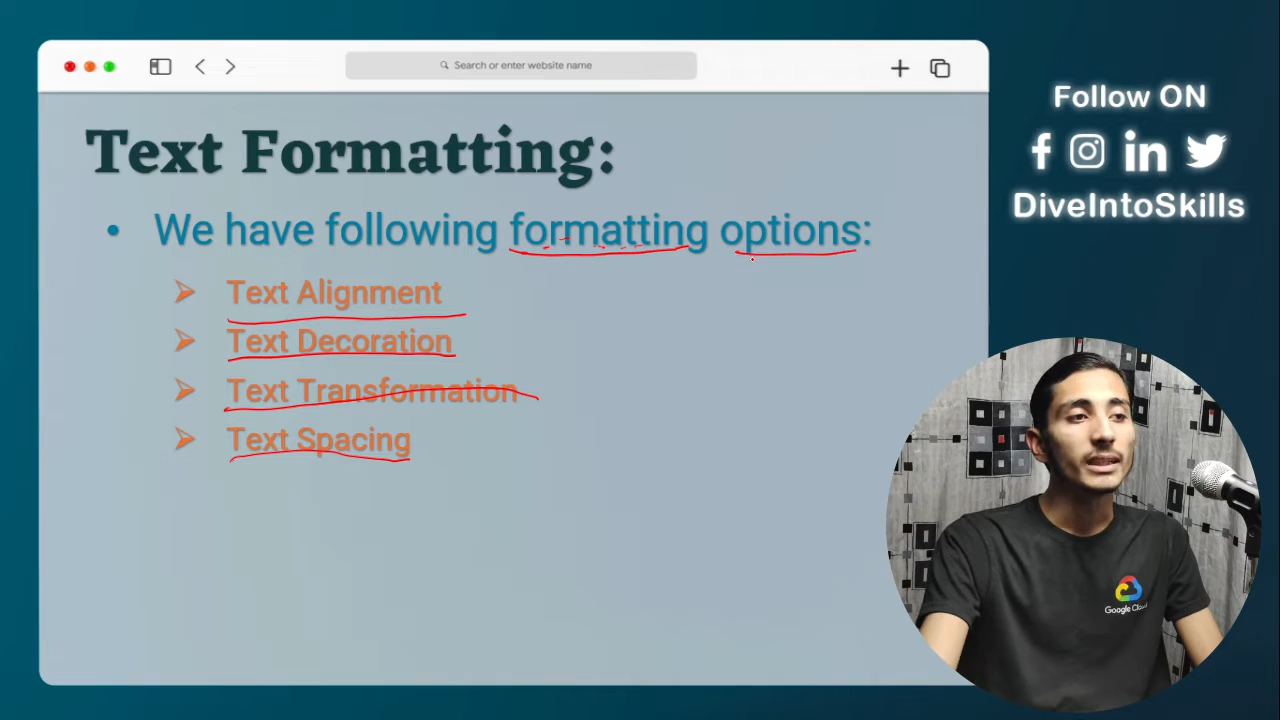 Search or enter website name
Text Formatting:
• We have following formatting options:
➢ Text Alignment
➢ Text Decoration
➢ Text Transformation
➢ Text Spacing
Follow ON
DiveIntoSkills
Google Cloud